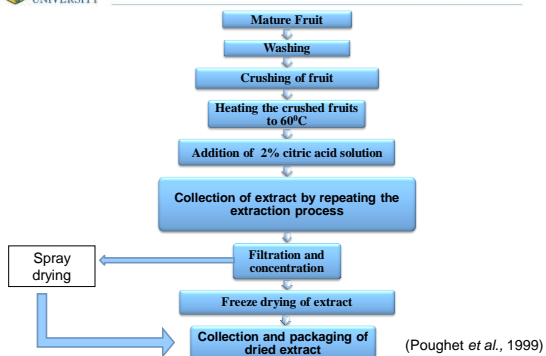 UNIVERSITY
Mature Fruit
Washing
Crushing of fruit
Heating the crushed fruits
to 60⁰C
Addition of 2% citric acid solution
Collection of extract by repeating the
extraction process
Spray
drying
Filtration and
concentration
Freeze drying of extract
Collection and packaging of
dried extract
(Poughet et al., 1999)